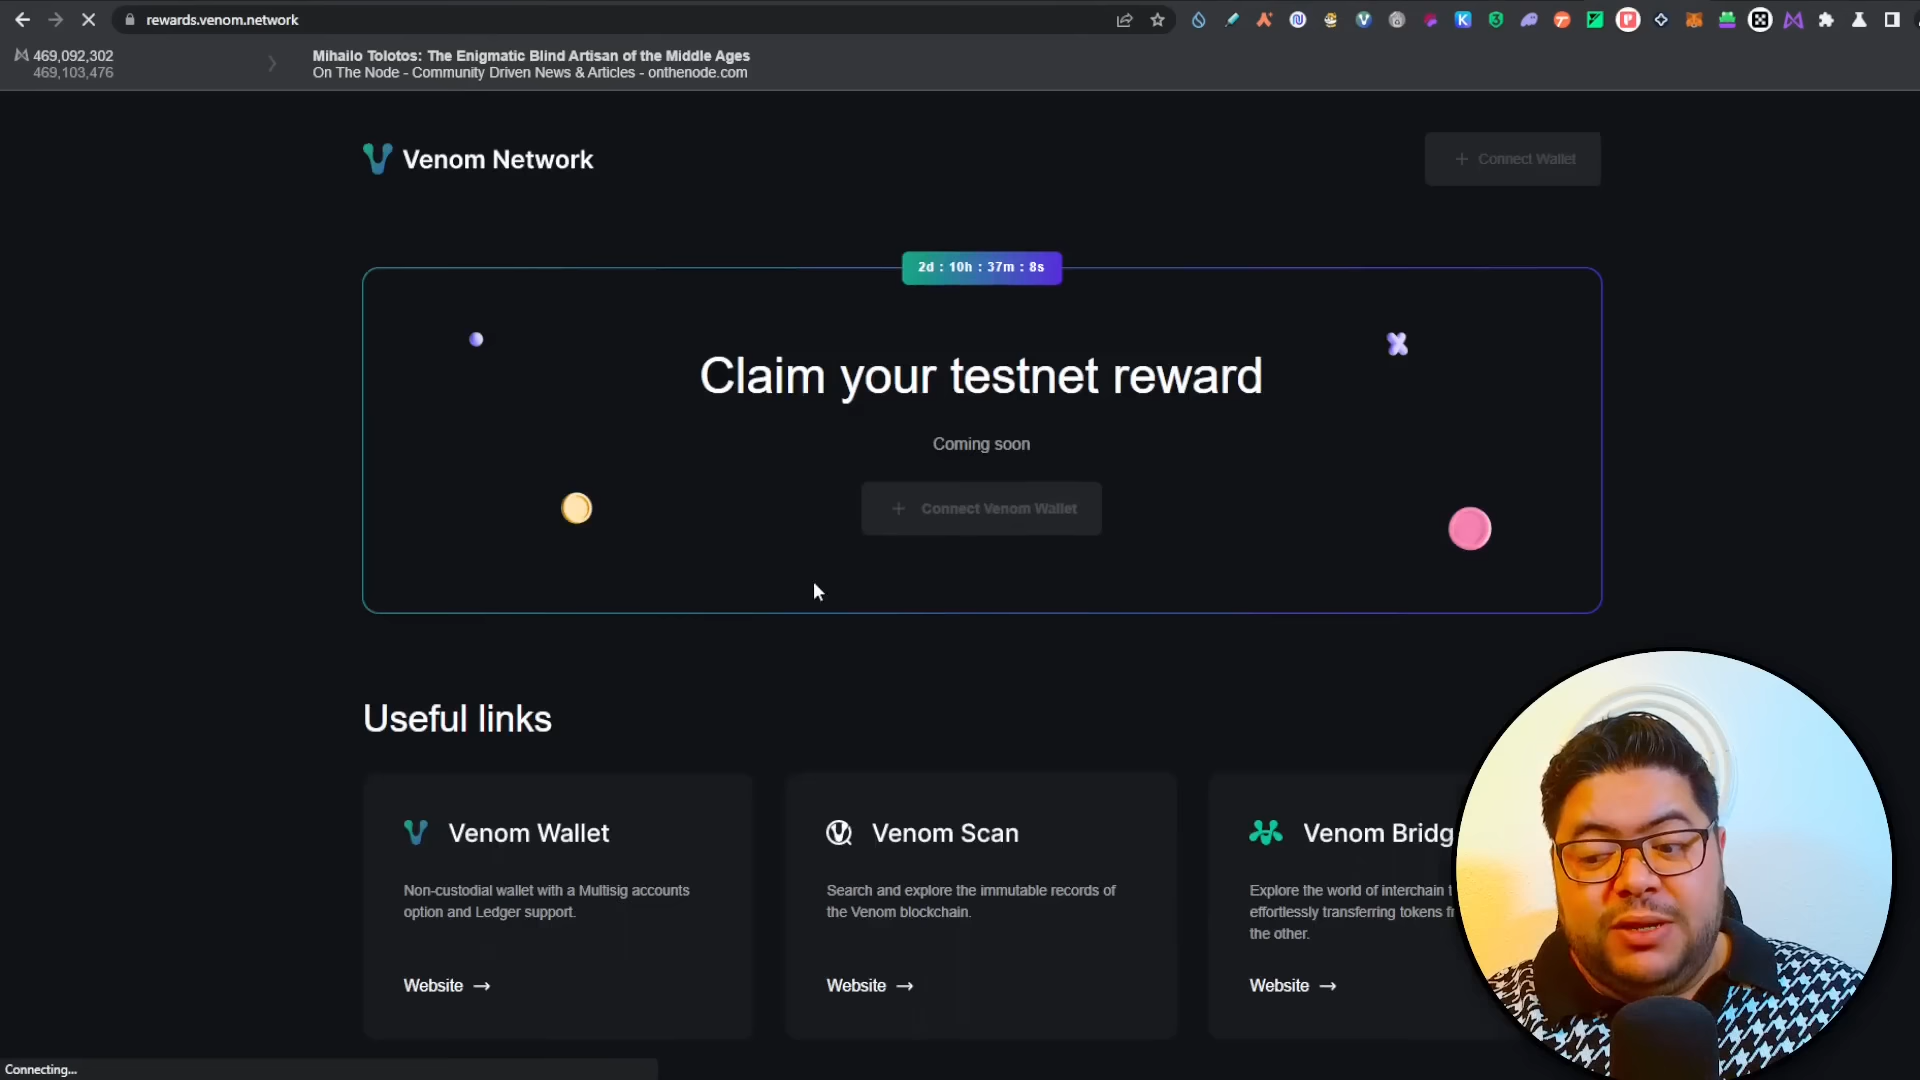 rewards.venom.network
469,092,302
469,103,476
Mihailo Tolotos: The Enigmatic Blind Artisan of the Middle Ages
On The Node - Community Driven News & Articles - onthenode.com
Venom Network
+ Connect Wallet
2d : 10h : 37m : 8s
Claim your testnet reward
Coming soon
+ Connect Venom Wallet
Useful links
Venom Wallet
Non-custodial wallet with a Multisig accounts
option and Ledger support.
Website →
Venom Scan
Search and explore the immutable records of
the Venom blockchain.
Website →
Venom Bridg
Explore the world of interchain
effortlessly transferring tokens
the other.
Website →
Connecting...